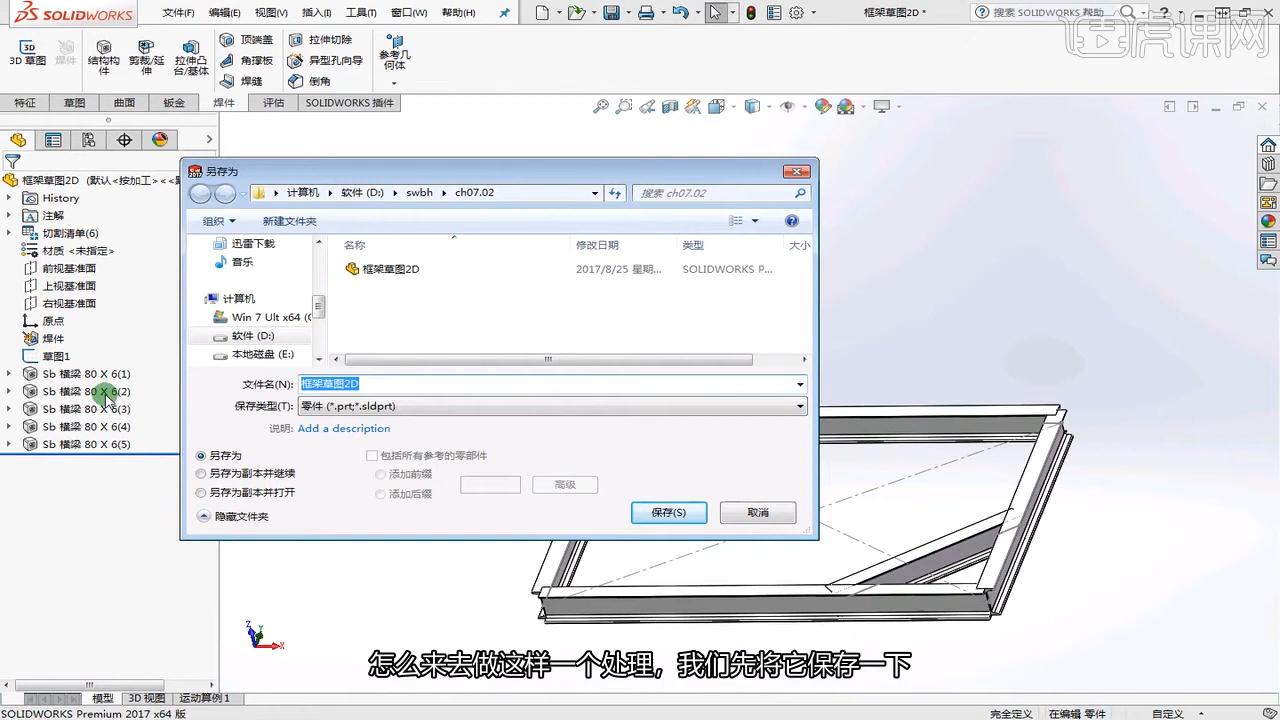 SOLIDWORKS
文件(F)
编辑(E)
视图(V)
插入(I)
工具(T)
窗口(W)
帮助(H)
框架草图2D *
搜索 SOLIDWORKS 帮助
虎课网
3D 草图
焊件
结构构件
剪裁/延伸
拉伸凸台/基体
顶端盖
角撑板
焊缝
拉伸切除
异型孔向导
倒角
参考几何体
特征
草图
曲面
钣金
焊件
评估
SOLIDWORKS 插件
框架草图2D (默认<按加工><<默
History
注解
切割清单(6)
材质 <未指定>
前视基准面
上视基准面
右视基准面
原点
焊件
草图1
Sb 横梁 80 X 6(1)
Sb 横梁 80 X 6(2)
Sb 横梁 80 X 6(3)
Sb 横梁 80 X 6(4)
Sb 横梁 80 X 6(5)
另存为
计算机
软件 (D:)
swbh
ch07.02
搜索 ch07.02
组织
新建文件夹
迅雷下载
音乐
计算机
Win 7 Ult x64 (C
软件 (D:)
本地磁盘 (E:)
名称
修改日期
类型
大小
框架草图2D
2017/8/25 星期...
SOLIDWORKS P...
文件名(N):
框架草图2D
保存类型(T):
零件 (*.prt;*.sldprt)
说明:
Add a description
另存为
另存为副本并继续
另存为副本并打开
包括所有参考的零部件
添加前缀
添加后缀
高级
隐藏文件夹
保存(S)
取消
Z
Y
X
怎么来去做这样一个处理，我们先将它保存一下
模型
3D 视图
运动算例 1
SOLIDWORKS Premium 2017 x64 版
完全定义
在编辑 零件
自定义